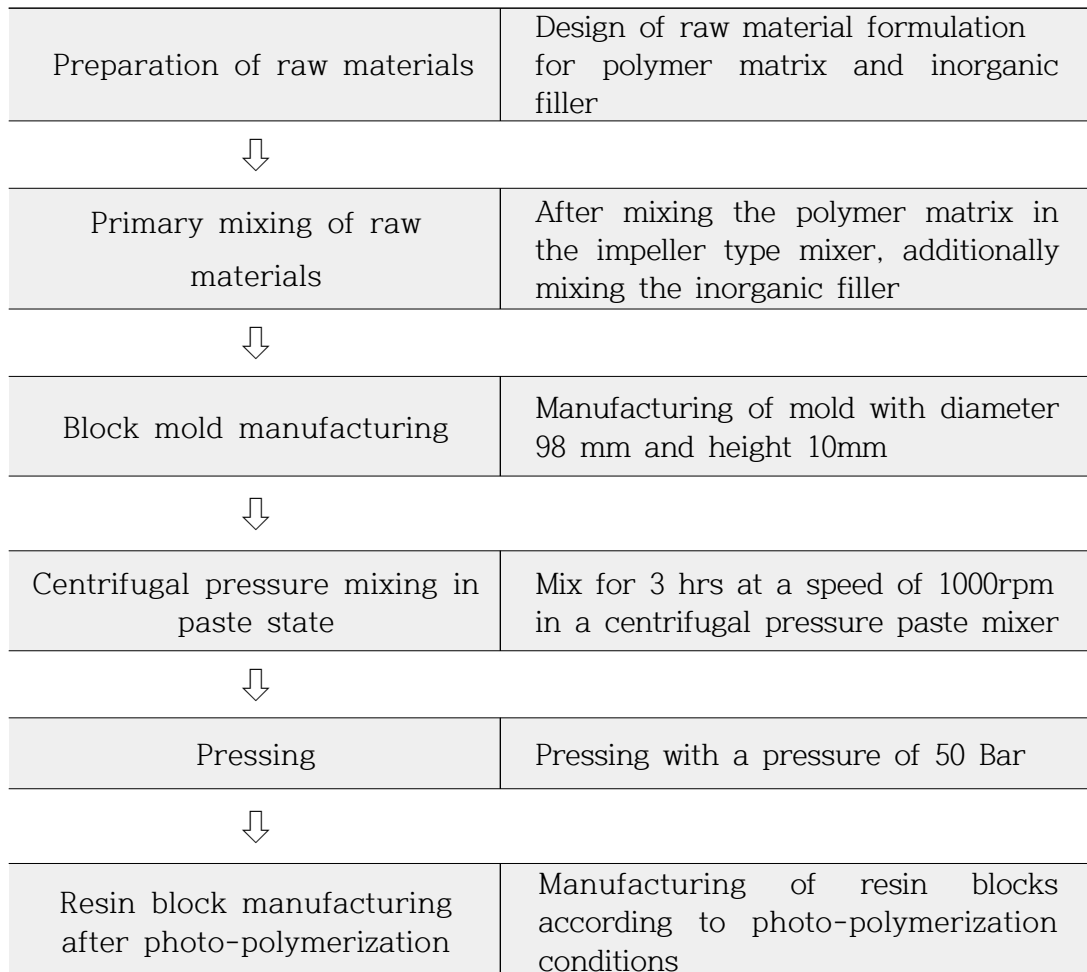 Preparation of raw materials
Design of raw material formulation
for polymer matrix and inorganic
filler
Primary mixing of raw
materials
After mixing the polymer matrix in
the impeller type mixer, additionally
mixing the inorganic filler
Block mold manufacturing
Manufacturing of mold with diameter
98 mm and height 10mm
Centrifugal pressure mixing in
paste state
Mix for 3 hrs at a speed of 1000rpm
in a centrifugal pressure paste mixer
Pressing
Pressing with a pressure of 50 Bar
Resin block manufacturing
after photo-polymerization
Manufacturing of resin blocks
according to photo-polymerization
conditions